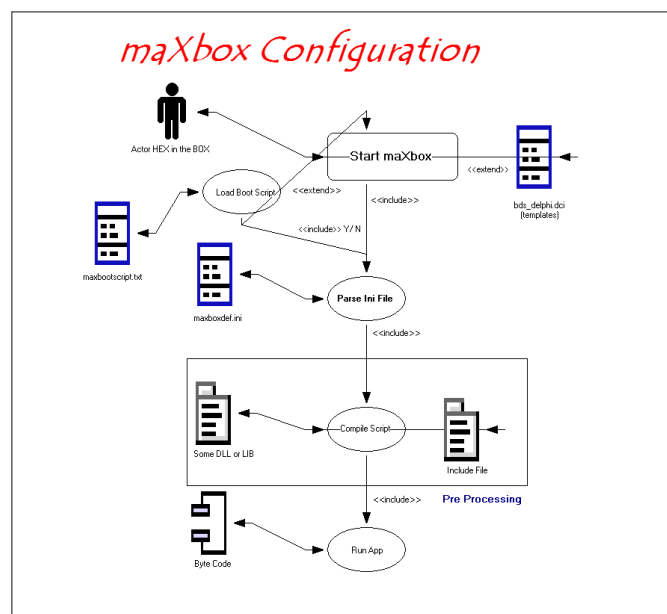 maXbox Configuration
Actor HEX in the BOX
Start maXbox
<<extend>>
bds_delphi.dci
(templates)
Load Boot Script
<<extend>>
<<include>>
<<include>> Y/ N
maxbootscript.txt
maxboxdef.ini
Parse Ini File
<<include>>
Some DLL or LIB
Compile Script
Include File
<<include>>
Pre Processing
Byte Code
Run App